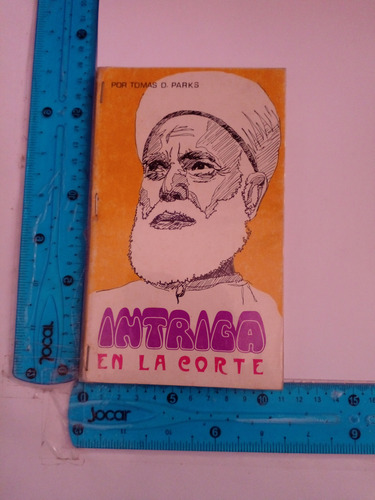 POR TOMAS D. PARKS
INTRIGA
EN LA CORTE
jocar
jocar